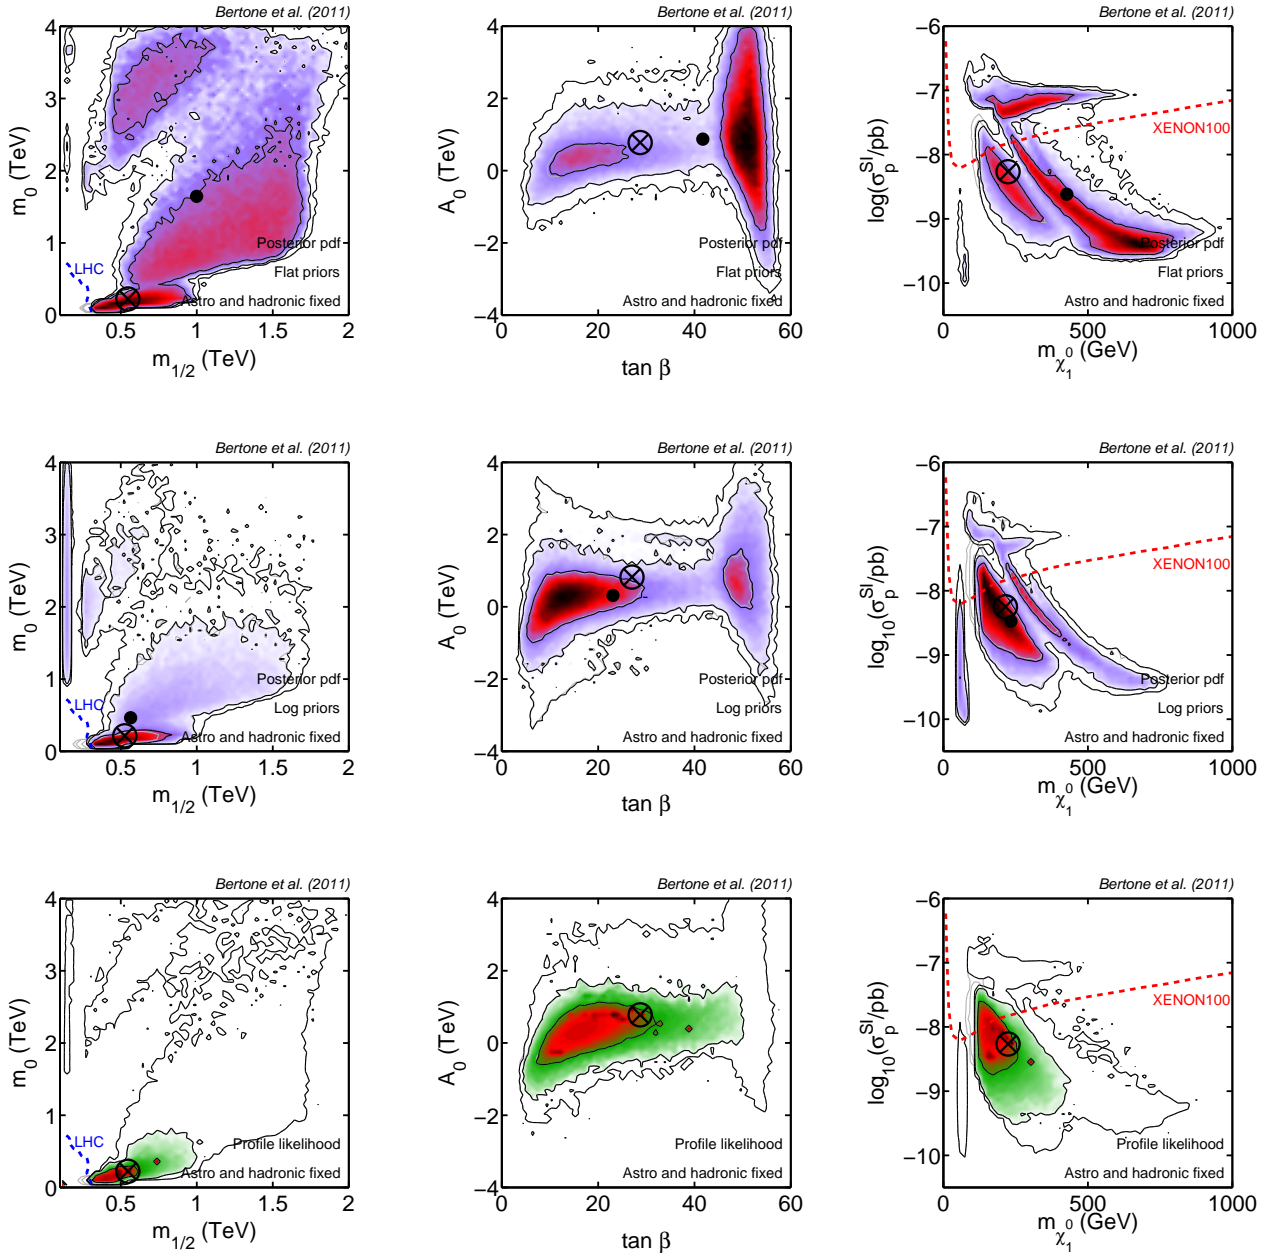 Bertone et al. (2011)
4
3
2
1
0
m0 (TeV)
LHC
Posterior pdf
Flat priors
Astro and hadronic fixed
0.5 1 1.5 2
m1/2 (TeV)
Bertone et al. (2011)
4
2
0
−2
−4
A0 (TeV)
Posterior pdf
Flat priors
Astro and hadronic fixed
0 20 40 60
tan β
Bertone et al. (2011)
−6
−7
−8
−9
−10
log(σpSI/pb)
XENON100
Posterior pdf
Flat priors
Astro and hadronic fixed
0 500 1000
mχ10 (GeV)
Bertone et al. (2011)
4
3
2
1
0
m0 (TeV)
LHC
Posterior pdf
Log priors
Astro and hadronic fixed
0.5 1 1.5 2
m1/2 (TeV)
Bertone et al. (2011)
4
2
0
−2
−4
A0 (TeV)
Posterior pdf
Log priors
Astro and hadronic fixed
0 20 40 60
tan β
Bertone et al. (2011)
−6
−7
−8
−9
−10
log10(σpSI/pb)
XENON100
Posterior pdf
Log priors
Astro and hadronic fixed
0 500 1000
mχ10 (GeV)
Bertone et al. (2011)
4
3
2
1
0
m0 (TeV)
LHC
Profile likelihood
Astro and hadronic fixed
0.5 1 1.5 2
m1/2 (TeV)
Bertone et al. (2011)
4
2
0
−2
−4
A0 (TeV)
Profile likelihood
Astro and hadronic fixed
0 20 40 60
tan β
Bertone et al. (2011)
−6
−7
−8
−9
−10
log10(σpSI/pb)
XENON100
Profile likelihood
Astro and hadronic fixed
0 500 1000
mχ10 (GeV)